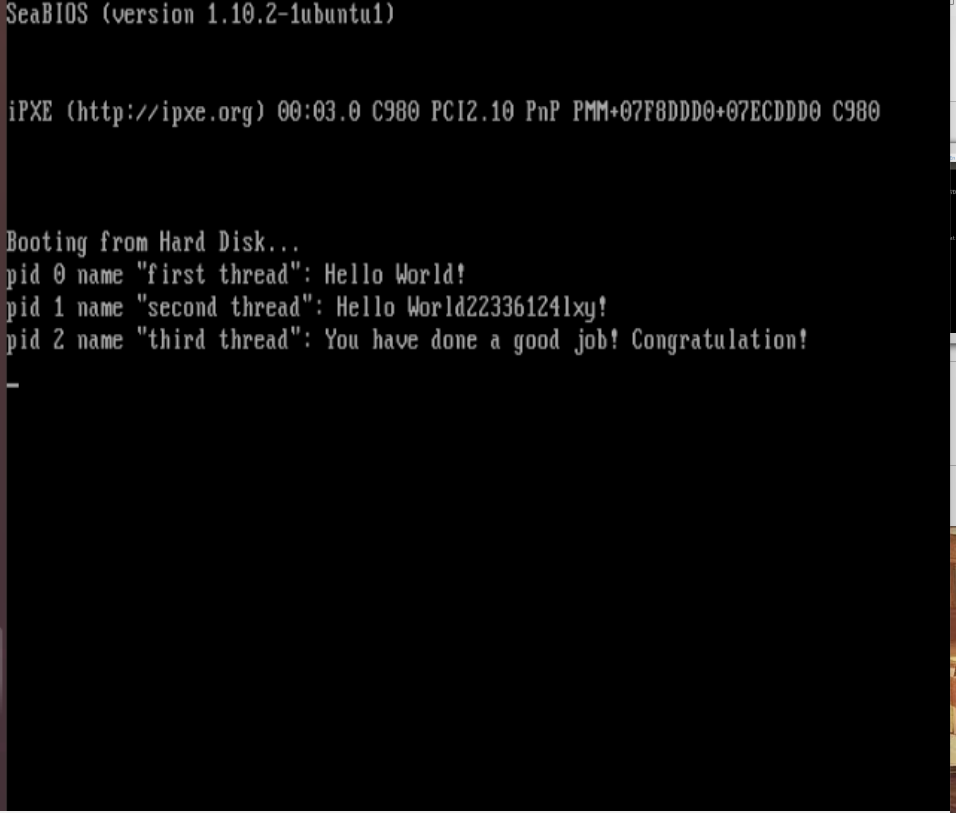 SeaBIOS (version 1.10.2-1ubuntu1)
iPXE (http://ipxe.org) 00:03.0 C980 PCI2.10 PnP PMM+07F8DDD0+07ECDDD0 C980
Booting from Hard Disk...
pid 0 name "first thread": Hello World!
pid 1 name "second thread": Hello World22336124lxy!
pid 2 name "third thread": You have done a good job! Congratulation!